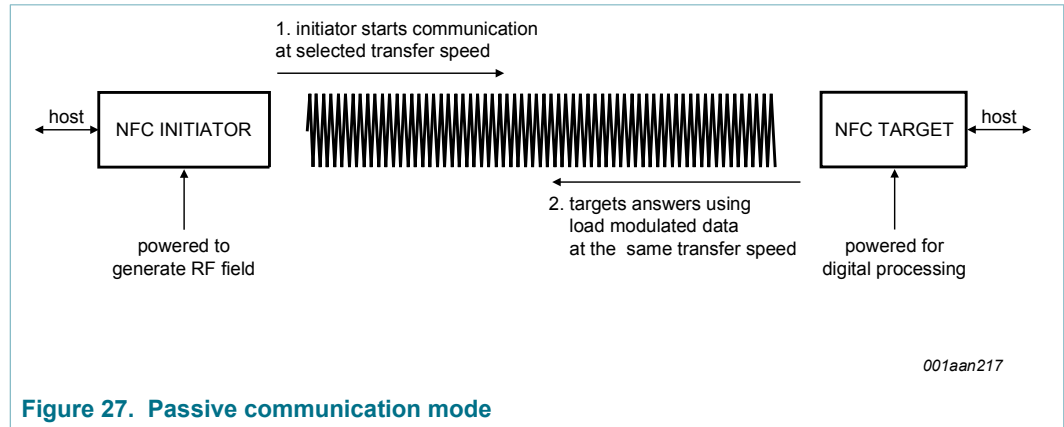 1. initiator starts communication
at selected transfer speed
host
NFC INITIATOR
NFC TARGET
host
2. targets answers using
load modulated data
at the same transfer speed
powered to
generate RF field
powered for
digital processing
001aan217
Figure 27. Passive communication mode